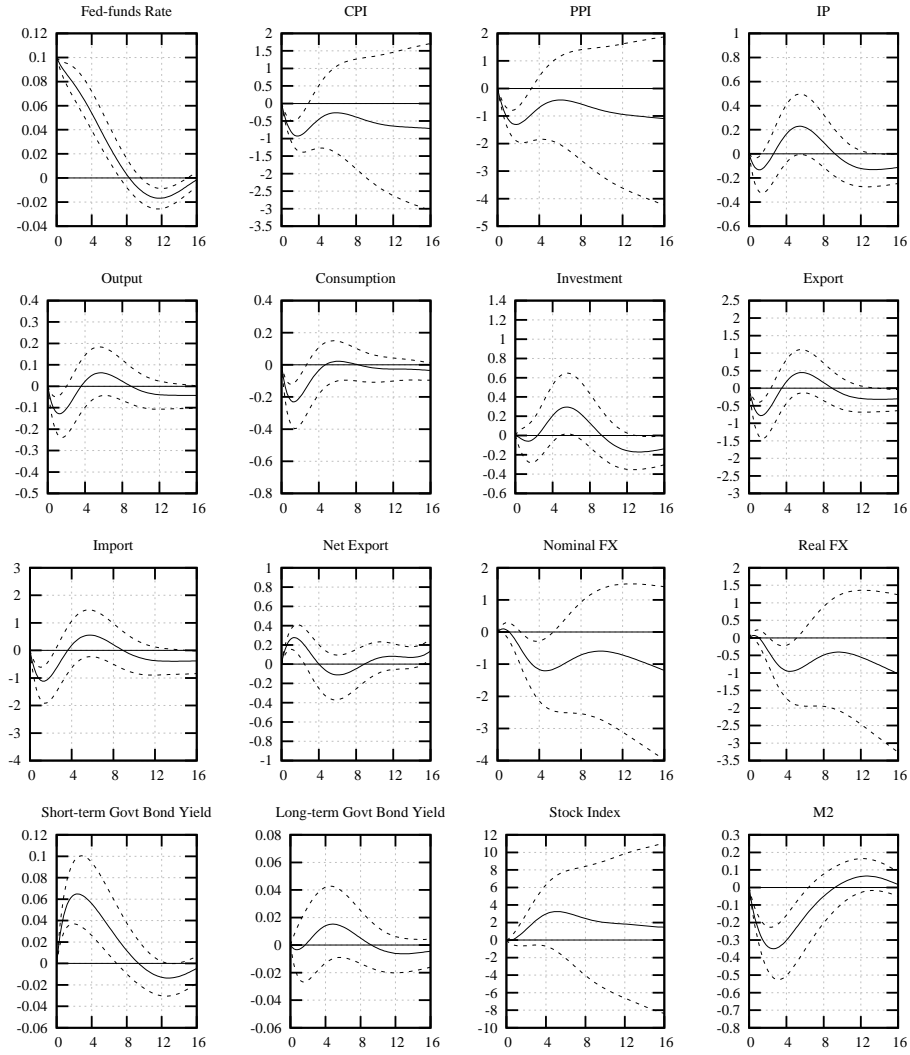 Fed-funds Rate CPI PPI IP
0.12 2 2 1
0.1 1.5 0.8
0.08 1 1 0.6
0.06 0.5 0 0.4
0.04 0 -1 0.2
0.02 -0.5 -2 0
0 -1 -3 -0.2
-0.02 -1.5 -4 -0.4
-0.04 -2 -5 -0.6
-2.5
-3
-3.5
0 4 8 12 16 0 4 8 12 16 0 4 8 12 16 0 4 8 12 16
Output Consumption Investment Export
0.4 0.4 1.4 2.5
0.3 0.2 1.2 2
0.2 0 1 1.5
0.1 -0.2 0.8 1
0 -0.4 0.6 0.5
-0.1 -0.6 0.4 0
-0.2 -0.8 0.2 -0.5
-0.3 0 -1
-0.4 -0.2 -1.5
-0.5 -0.4 -2
-0.6 -2.5
-3
0 4 8 12 16 0 4 8 12 16 0 4 8 12 16 0 4 8 12 16
Import Net Export Nominal FX Real FX
3 1 2 2
2 0.8 1 1.5
1 0.6 0 1
0 0.4 -1 0.5
-1 0.2 -2 0
-2 0 -3 -0.5
-3 -0.2 -4 -1
-4 -0.4 -1.5
-0.6 -2
-0.8 -2.5
-1 -3
-3.5
0 4 8 12 16 0 4 8 12 16 0 4 8 12 16 0 4 8 12 16
Short-term Govt Bond Yield Long-term Govt Bond Yield Stock Index M2
0.12 0.08 12 0.3
0.1 0.06 10 0.2
0.08 0.04 8 0.1
0.06 0.02 6 0
0.04 0 4 -0.1
0.02 -0.02 2 -0.2
0 -0.04 0 -0.3
-0.02 -0.06 -2 -0.4
-0.04 -4 -0.5
-0.06 -6 -0.6
-8 -0.7
-10 -0.8
0 4 8 12 16 0 4 8 12 16 0 4 8 12 16 0 4 8 12 16